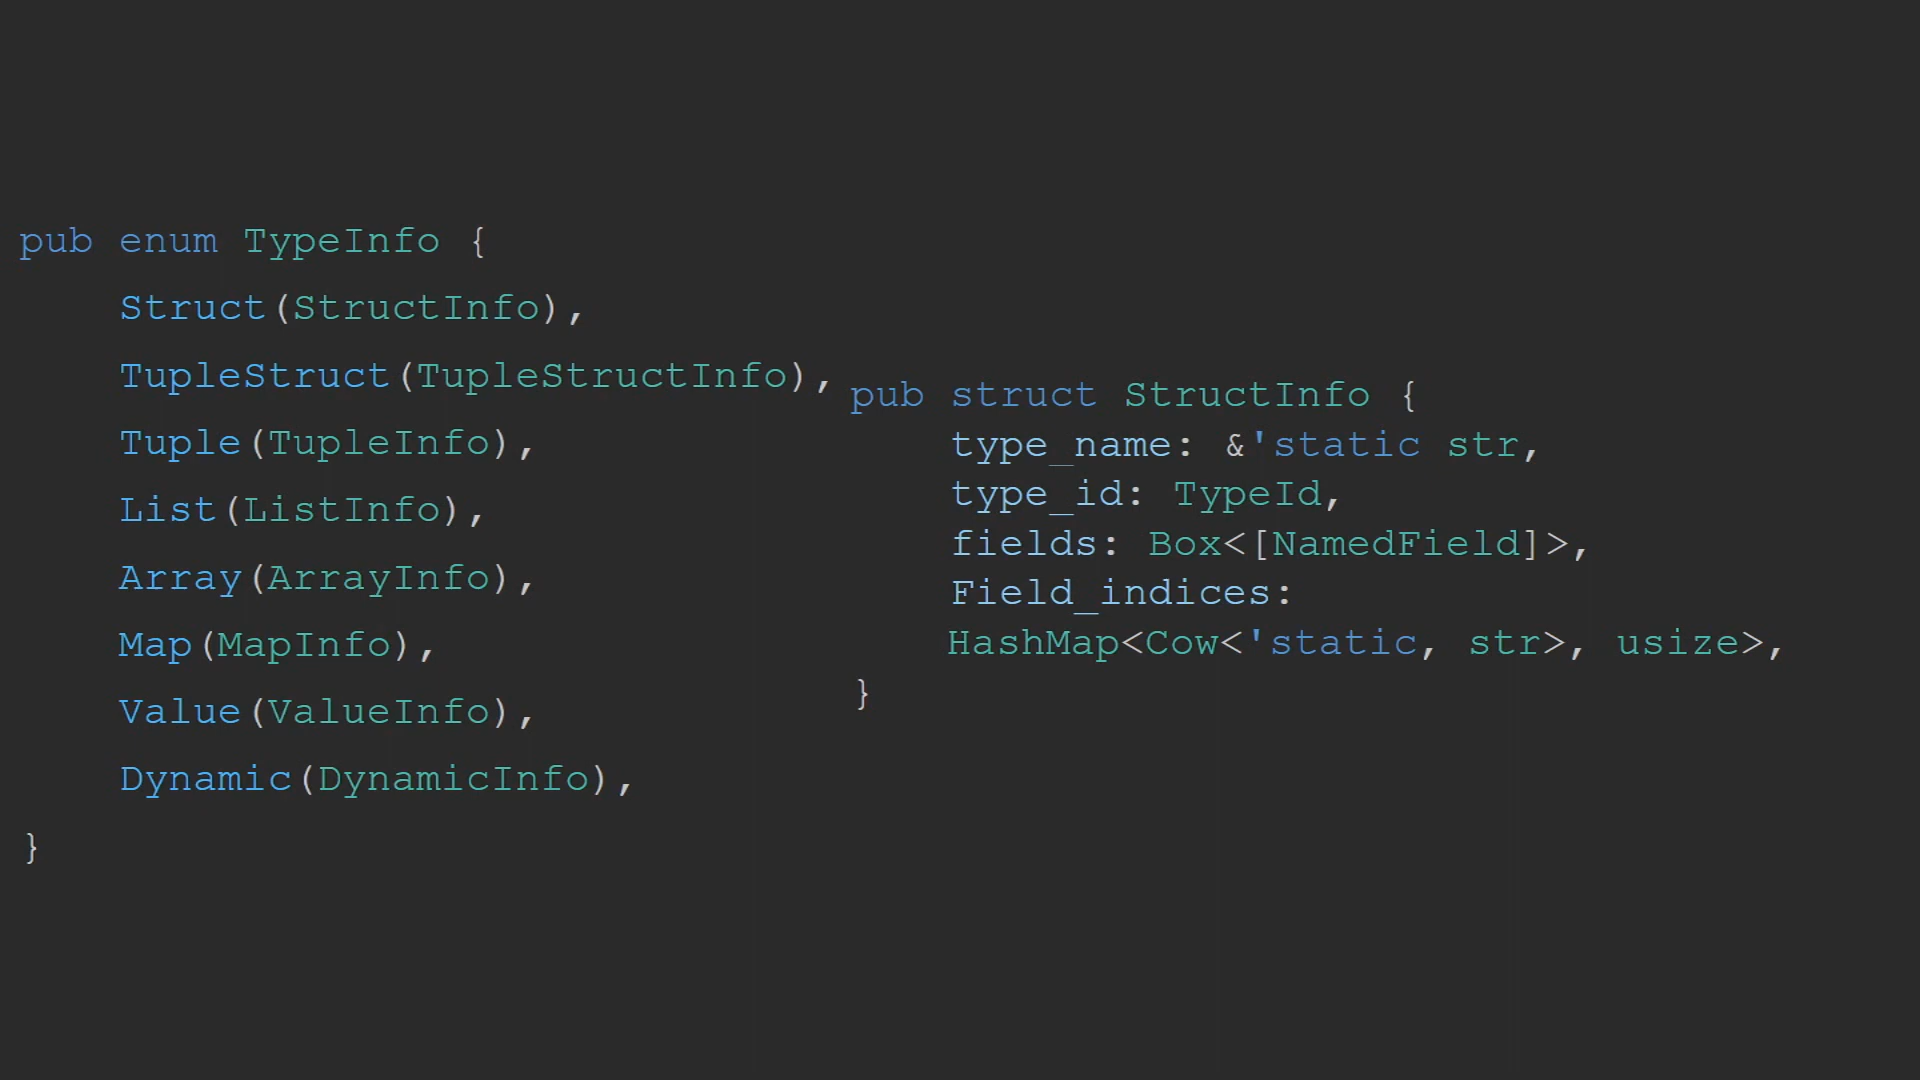 pub enum TypeInfo {
    Struct(StructInfo),
    TupleStruct(TupleStructInfo),
    Tuple(TupleInfo),
    List(ListInfo),
    Array(ArrayInfo),
    Map(MapInfo),
    Value(ValueInfo),
    Dynamic(DynamicInfo),
}
pub struct StructInfo {
    type_name: &'static str,
    type_id: TypeId,
    fields: Box<[NamedField]>,
    Field_indices:
    HashMap<Cow<'static, str>, usize>,
}